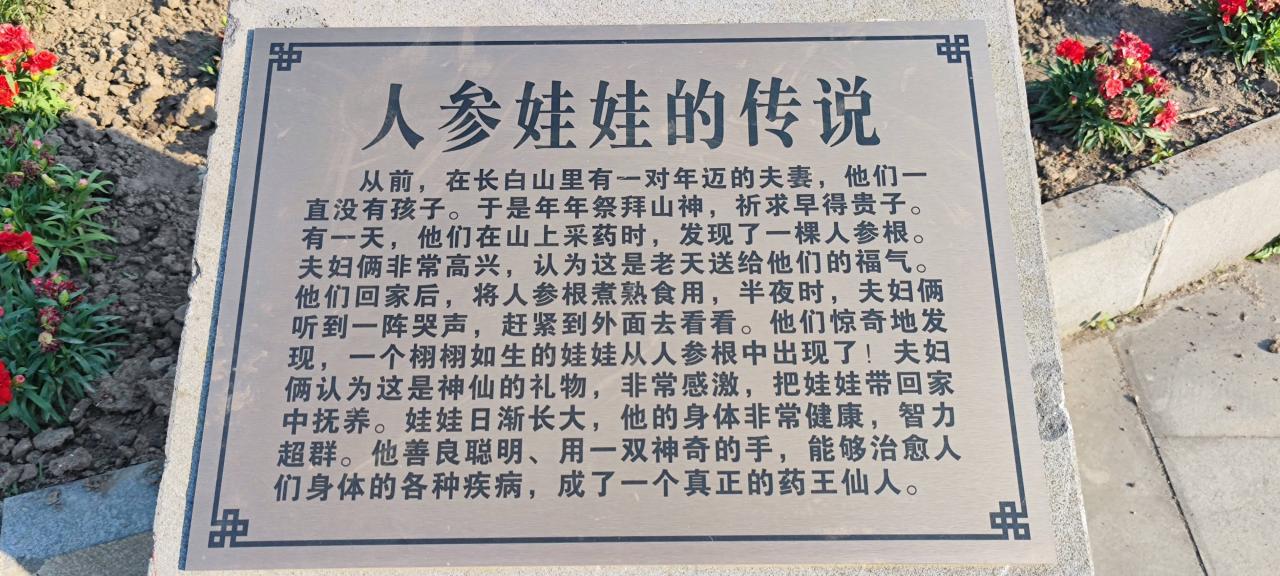 人参娃娃的传说
从前，在长白山里有一对年迈的夫妻，他们一
直没有孩子。于是年年祭拜山神，祈求早得贵子。
有一天，他们在山上采药时，发现了一棵人参根。
夫妇俩非常高兴，认为这是老天送给他们的福气。
他们回家后，将人参根煮熟食用，半夜时，夫妇俩
听到一阵哭声，赶紧到外面去看看。他们惊奇地发
现，一个栩栩如生的娃娃从人参根中出现了！夫妇
俩认为这是神仙的礼物，非常感激，把娃娃带回家
中抚养。娃娃日渐长大，他的身体非常健康，智力
超群。他善良聪明、用一双神奇的手，能够治愈人
们身体的各种疾病，成了一个真正的药王仙人。